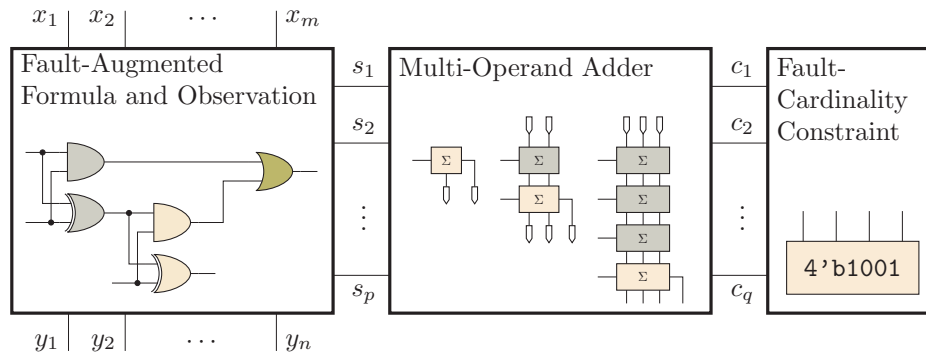 x₁ x₂ ⋯ xₘ
Fault-Augmented
Formula and Observation
s₁
s₂
⋮
sₚ
Multi-Operand Adder
Σ Σ Σ
Σ Σ
Σ
Σ
c₁
c₂
⋮
c_q
Fault-
Cardinality
Constraint
4'b1001
y₁ y₂ ⋯ yₙ